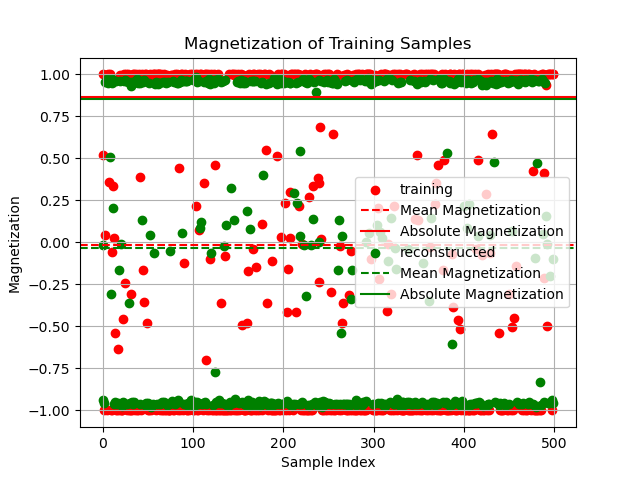 Magnetization of Training Samples
Magnetization
1.00
0.75
0.50
0.25
0.00
−0.25
−0.50
−0.75
−1.00
training
Mean Magnetization
Absolute Magnetization
reconstructed
Mean Magnetization
Absolute Magnetization
0
100
200
300
400
500
Sample Index